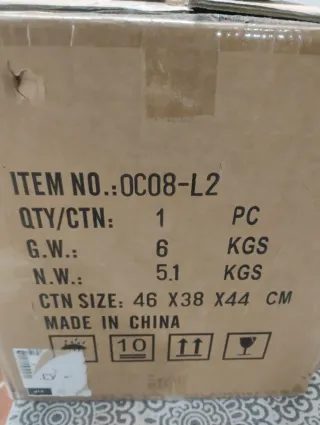 ITEM NO.:OC08-L2
QTY/CTN: 1 PC
G.W.: 6 KGS
N.W.: 5.1 KGS
CTN SIZE: 46 X38 X44 CM
MADE IN CHINA
10